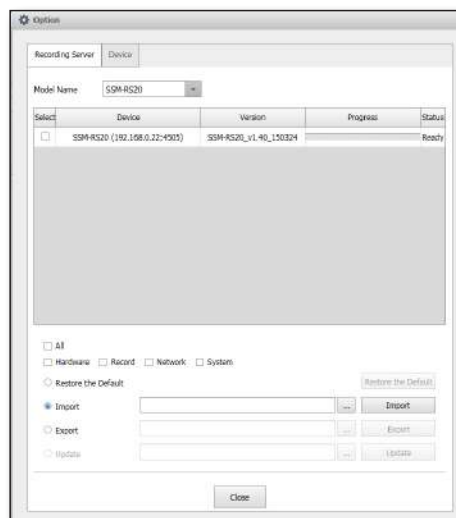 Option
Recording Server Device
Model Name SSM-RS20
Select Device Version Progress Status
SSM-RS20 (192.168.0.22:4505) SSM-RS20_v1.40_150324 Ready
All
Hardware Record Network System
Restore the Default Restore the Default
Import ... Import
Export ... Export
Update ... Update
Close